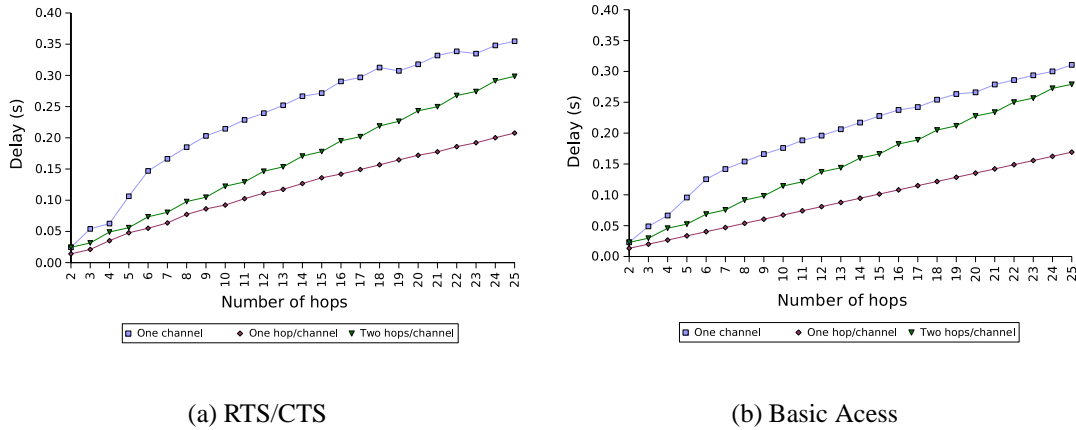 0.40
0.35
0.30
0.25
0.20
0.15
0.10
0.05
0.00
Delay (s)
2 3 4 5 6 7 8 9 10 11 12 13 14 15 16 17 18 19 20 21 22 23 24 25
Number of hops
One channel One hop/channel Two hops/channel
(a) RTS/CTS
0.40
0.35
0.30
0.25
0.20
0.15
0.10
0.05
0.00
Delay (s)
2 3 4 5 6 7 8 9 10 11 12 13 14 15 16 17 18 19 20 21 22 23 24 25
Number of hops
One channel One hop/channel Two hops/channel
(b) Basic Acess